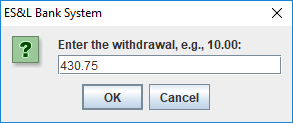 ES&L Bank System
Enter the withdrawal, e.g., 10.00:
430.75
OK Cancel